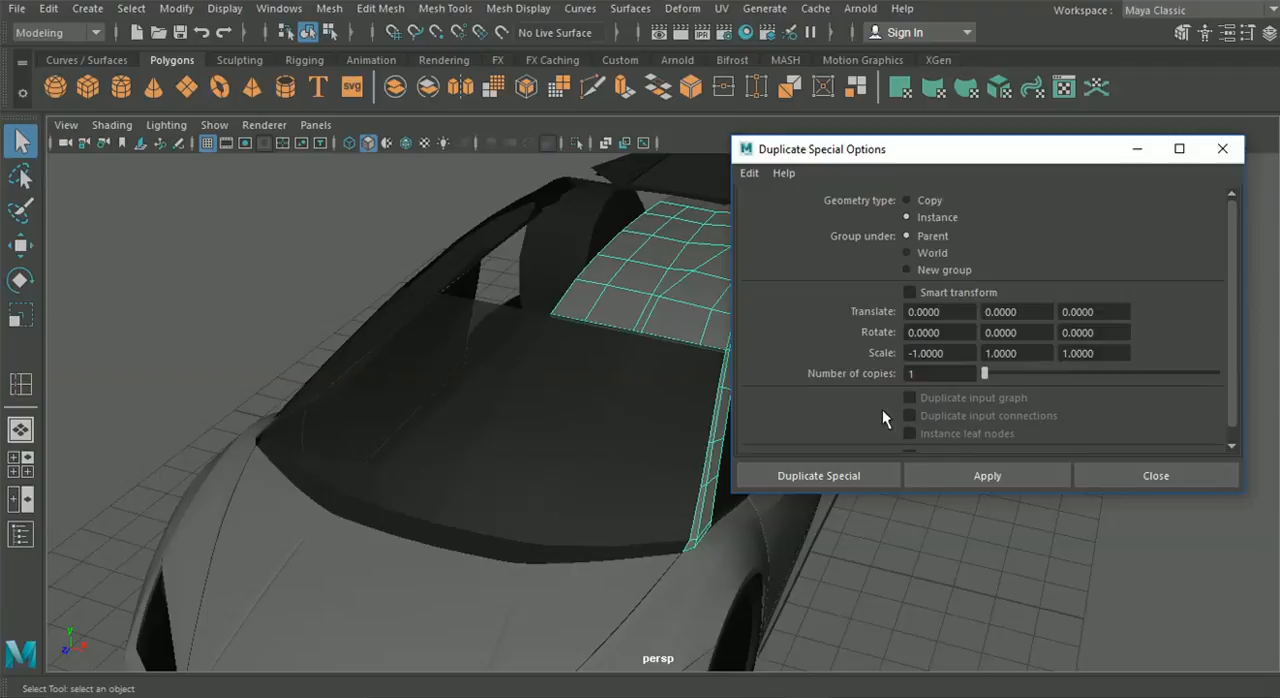 File Edit Create Select Modify Display Windows Mesh Edit Mesh Mesh Tools Mesh Display Curves Surfaces Deform UV Generate Cache Arnold Help Workspace : Maya Classic
Modeling No Live Surface Sign In
Curves / Surfaces Polygons Sculpting Rigging Animation Rendering FX FX Caching Custom Arnold Bifrost MASH Motion Graphics XGen
T SVG
View Shading Lighting Show Renderer Panels
M Duplicate Special Options
Edit Help
Geometry type: Copy
Instance
Group under: Parent
World
New group
Smart transform
Translate: 0.0000 0.0000 0.0000
Rotate: 0.0000 0.0000 0.0000
Scale: -1.0000 1.0000 1.0000
Number of copies: 1
Duplicate input graph
Duplicate input connections
Instance leaf nodes
Duplicate Special Apply Close
persp
Select Tool: select an object